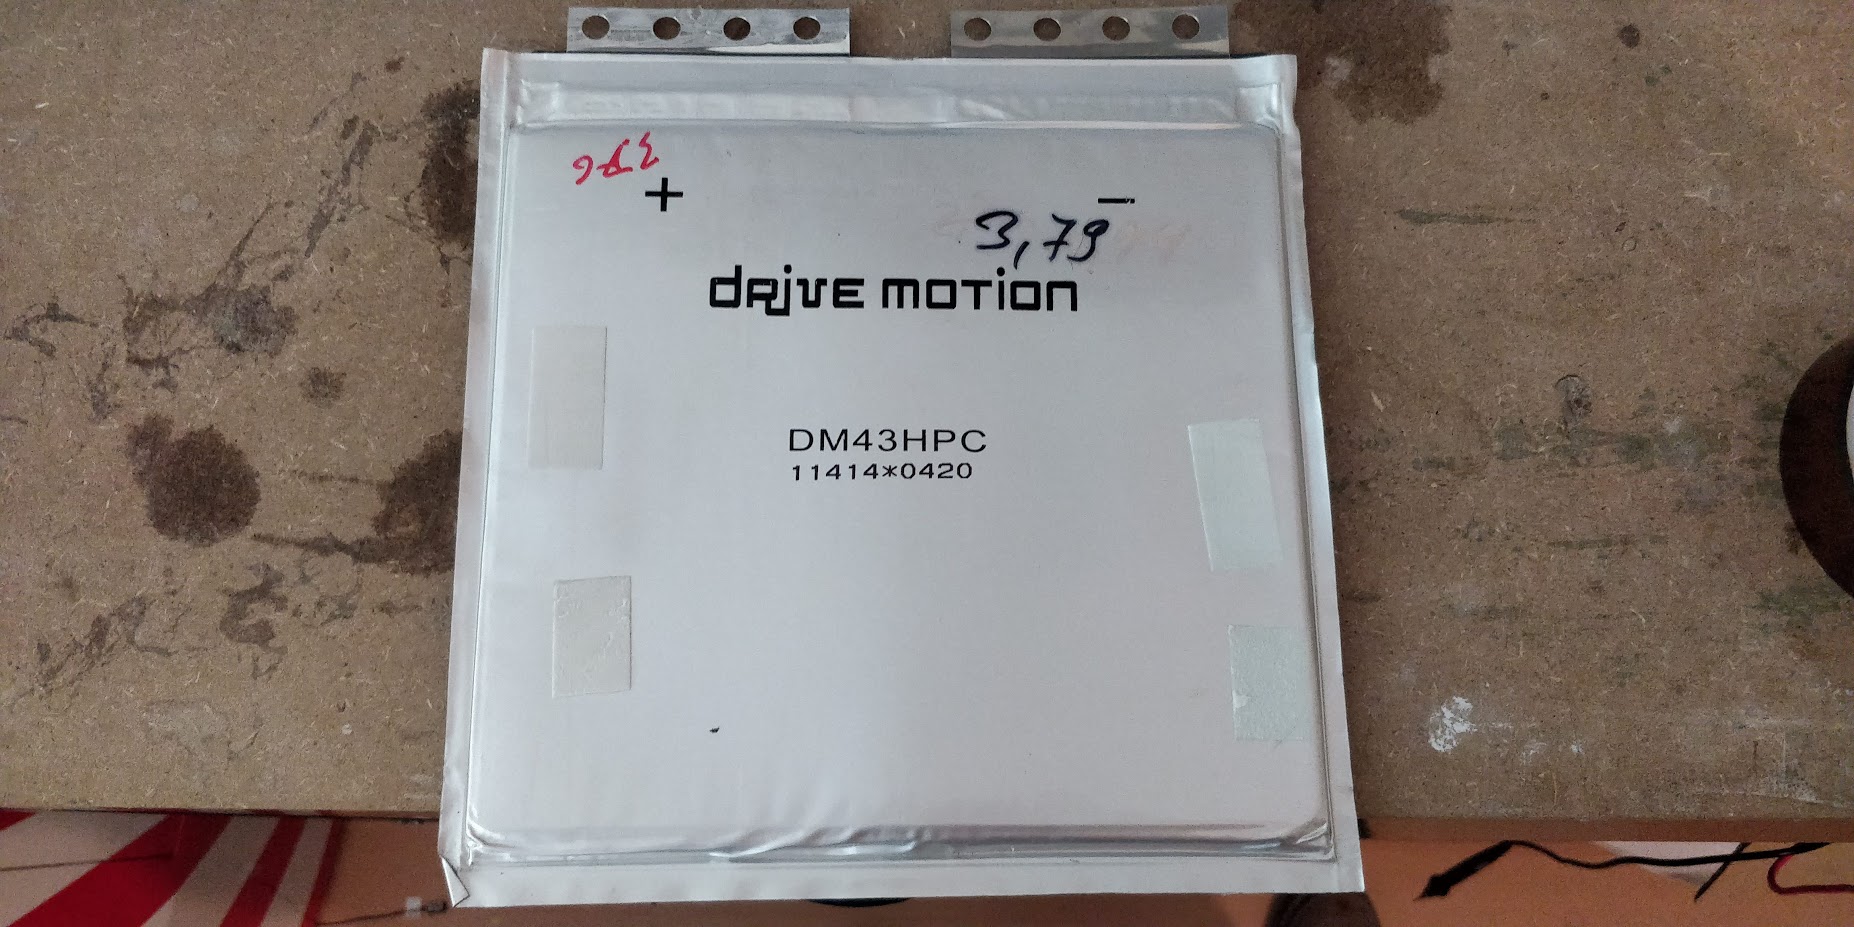 + −
3,79
drive motion
DM43HPC
11414*0420